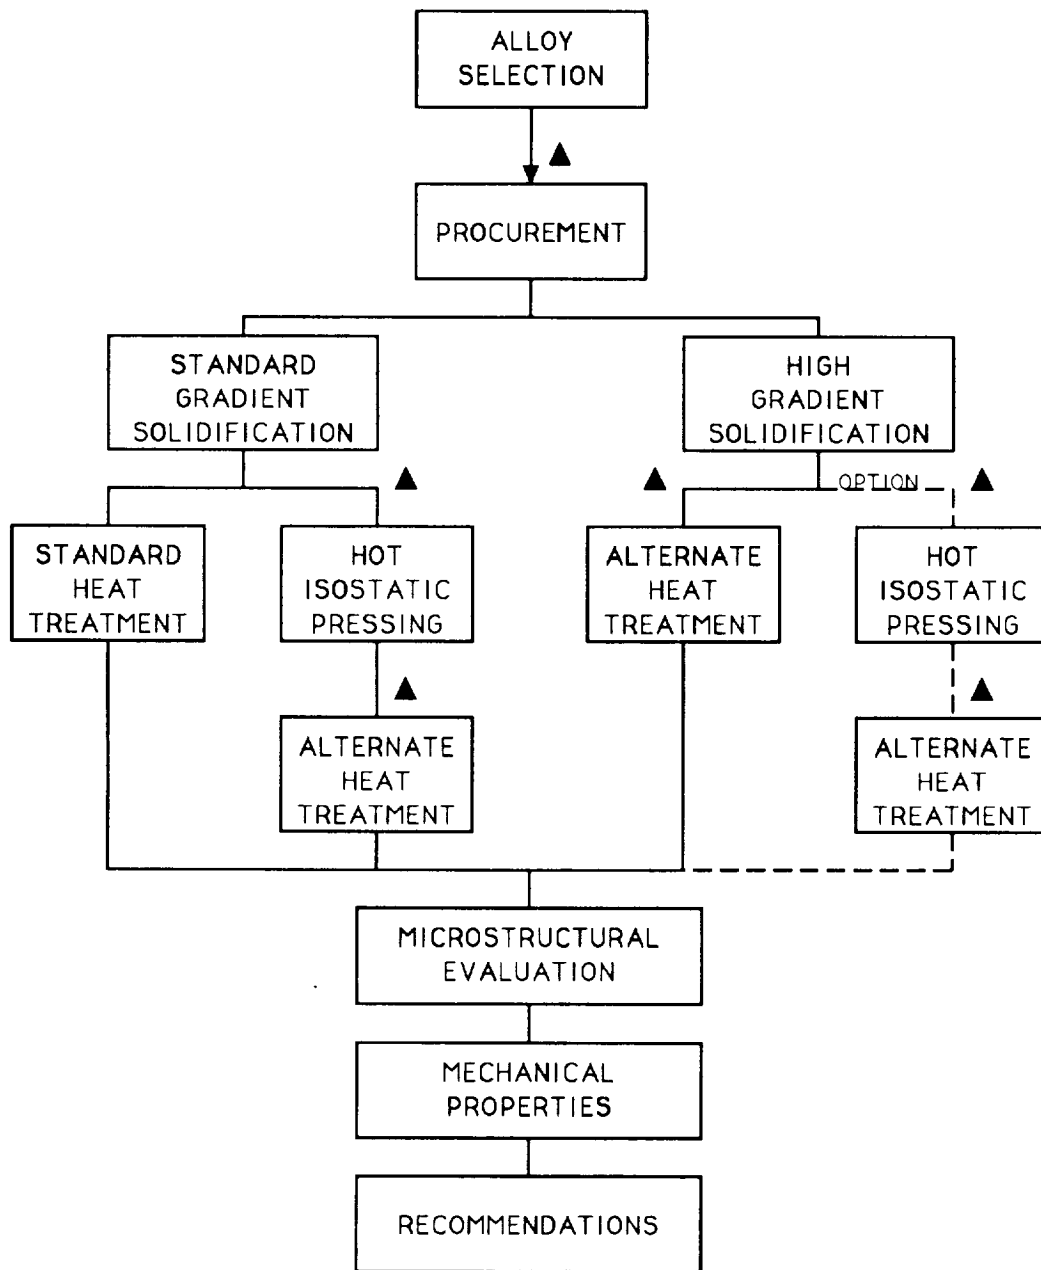 ALLOY
SELECTION
PROCUREMENT
STANDARD
GRADIENT
SOLIDIFICATION
HIGH
GRADIENT
SOLIDIFICATION
OPTION
STANDARD
HEAT
TREATMENT
HOT
ISOSTATIC
PRESSING
ALTERNATE
HEAT
TREATMENT
HOT
ISOSTATIC
PRESSING
ALTERNATE
HEAT
TREATMENT
ALTERNATE
HEAT
TREATMENT
MICROSTRUCTURAL
EVALUATION
MECHANICAL
PROPERTIES
RECOMMENDATIONS